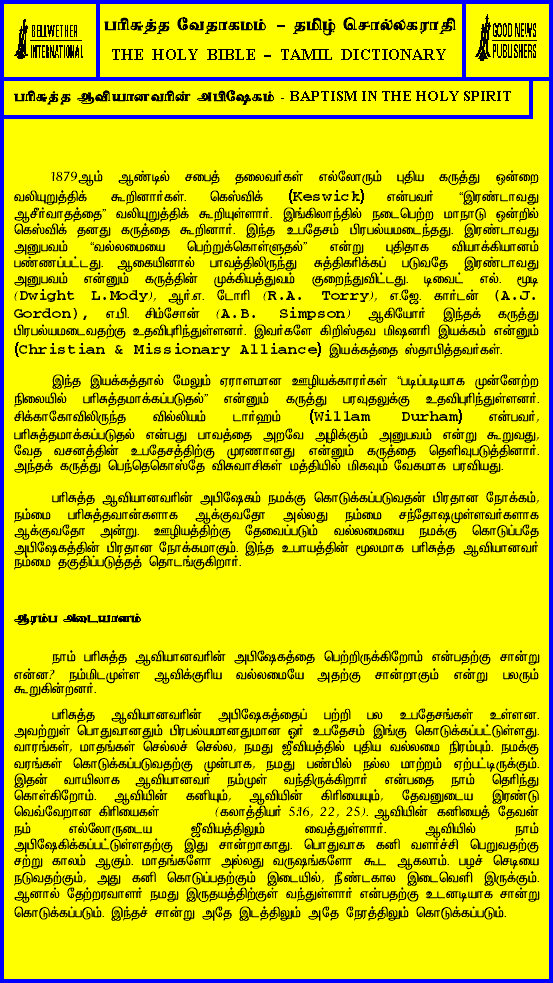 BELLWETHER
INTERNATIONAL
பரிசுத்த வேதாகமம் – தமிழ் சொல்லகராதி
THE HOLY BIBLE – TAMIL DICTIONARY
GOOD NEWS
PUBLISHERS
பரிசுத்த ஆவியானவரின் அபிஷேகம் - BAPTISM IN THE HOLY SPIRIT
1879ஆம் ஆண்டில் சபைத் தலைவர்கள் எல்லோரும் புதிய கருத்து ஒன்றை
வலியுறுத்திக் கூறினார்கள். கெஸ்விக் (Keswick) என்பவர் “இரண்டாவது
ஆசீர்வாதத்தை” வலியுறுத்திக் கூறியுள்ளார். இங்கிலாந்தில் நடைபெற்ற மாநாடு ஒன்றில்
கெஸ்விக் தனது கருத்தை கூறினார். இந்த உபதேசம் பிரபல்யமடைந்தது. இரண்டாவது
அனுபவம் “வல்லமையை பெற்றுக்கொள்ளுதல்” என்று புதிதாக வியாக்கியானம்
பண்ணப்பட்டது. ஆகையினால் பாவத்திலிருந்து சுத்திகரிக்கப் படுவதே இரண்டாவது
அனுபவம் என்னும் கருத்தின் முக்கியத்துவம் குறைந்துவிட்டது. டிவைட் எல். மூடி
(Dwight L.Mody), ஆர்.எ. டோரி (R.A. Torry), எ.ஜே. கார்டன் (A.J.
Gordon), எ.பி. சிம்சோன் (A.B. Simpson) ஆகியோர் இந்தக் கருத்து
பிரபல்யமடைவதற்கு உதவிபுரிந்துள்ளனர். இவர்களே கிறிஸ்தவ மிஷனரி இயக்கம் என்னும்
(Christian & Missionary Alliance) இயக்கத்தை ஸ்தாபித்தவர்கள்.
இந்த இயக்கத்தால் மேலும் ஏராளமான ஊழியக்காரர்கள் “படிப்படியாக முன்னேற்ற
நிலையில் பரிசுத்தமாக்கப்படுதல்” என்னும் கருத்து பரவுதலுக்கு உதவிபுரிந்துள்ளனர்.
சிக்காகோவிலிருந்த வில்லியம் டார்ஹம் (Willam Durham) என்பவர்,
பரிசுத்தமாக்கப்படுதல் என்பது பாவத்தை அறவே அழிக்கும் அனுபவம் என்று கூறுவது,
வேத வசனத்தின் உபதேசத்திற்கு முரணானது என்னும் கருத்தை தெளிவுபடுத்தினார்.
அந்தக் கருத்து பெந்தெகொஸ்தே விசுவாசிகள் மத்தியில் மிகவும் வேகமாக பரவியது.
பரிசுத்த ஆவியானவரின் அபிஷேகம் நமக்கு கொடுக்கப்படுவதன் பிரதான நோக்கம்,
நம்மை பரிசுத்தவான்களாக ஆக்குவதோ அல்லது நம்மை சந்தோஷமுள்ளவர்களாக
ஆக்குவதோ அன்று. ஊழியத்திற்கு தேவைப்படும் வல்லமையை நமக்கு கொடுப்பதே
அபிஷேகத்தின் பிரதான நோக்கமாகும். இந்த உபாயத்தின் மூலமாக பரிசுத்த ஆவியானவர்
நம்மை தகுதிப்படுத்தத் தொடங்குகிறார்.
ஆரம்ப அடையாளம்
நாம் பரிசுத்த ஆவியானவரின் அபிஷேகத்தை பெற்றிருக்கிறோம் என்பதற்கு சான்று
என்ன? நம்மிடமுள்ள ஆவிக்குரிய வல்லமையே அதற்கு சான்றாகும் என்று பலரும்
கூறுகின்றனர்.
பரிசுத்த ஆவியானவரின் அபிஷேகத்தைப் பற்றி பல உபதேசங்கள் உள்ளன.
அவற்றுள் பொதுவானதும் பிரபல்யமானதுமான ஓர் உபதேசம் இங்கு கொடுக்கப்பட்டுள்ளது.
வாரங்கள், மாதங்கள் செல்லச் செல்ல, நமது ஜீவியத்தில் புதிய வல்லமை நிரம்பும். நமக்கு
வரங்கள் கொடுக்கப்படுவதற்கு முன்பாக, நமது பண்பில் நல்ல மாற்றம் ஏற்பட்டிருக்கும்.
இதன் வாயிலாக ஆவியானவர் நம்முள் வந்திருக்கிறார் என்பதை நாம் தெரிந்து
கொள்கிறோம். ஆவியின் கனியும், ஆவியின் கிரியையும், தேவனுடைய இரண்டு
வெவ்வேறான கிரியைகள் (கலாத்தியர் 5:16, 22, 25). ஆவியின் கனியைத் தேவன்
நம் எல்லோருடைய ஜீவியத்திலும் வைத்துள்ளார். ஆவியில் நாம்
அபிஷேகிக்கப்பட்டுள்ளதற்கு இது சான்றாகாது. பொதுவாக கனி வளர்ச்சி பெறுவதற்கு
சற்று காலம் ஆகும். மாதங்களோ அல்லது வருஷங்களோ கூட ஆகலாம். பழச் செடியை
நடுவதற்கும், அது கனி கொடுப்பதற்கும் இடையில், நீண்டகால இடைவெளி இருக்கும்.
ஆனால் தேற்றரவாளர் நமது இருதயத்திற்குள் வந்துள்ளார் என்பதற்கு உடனடியாக சான்று
கொடுக்கப்படும். இந்தச் சான்று அதே இடத்திலும் அதே நேரத்திலும் கொடுக்கப்படும்.